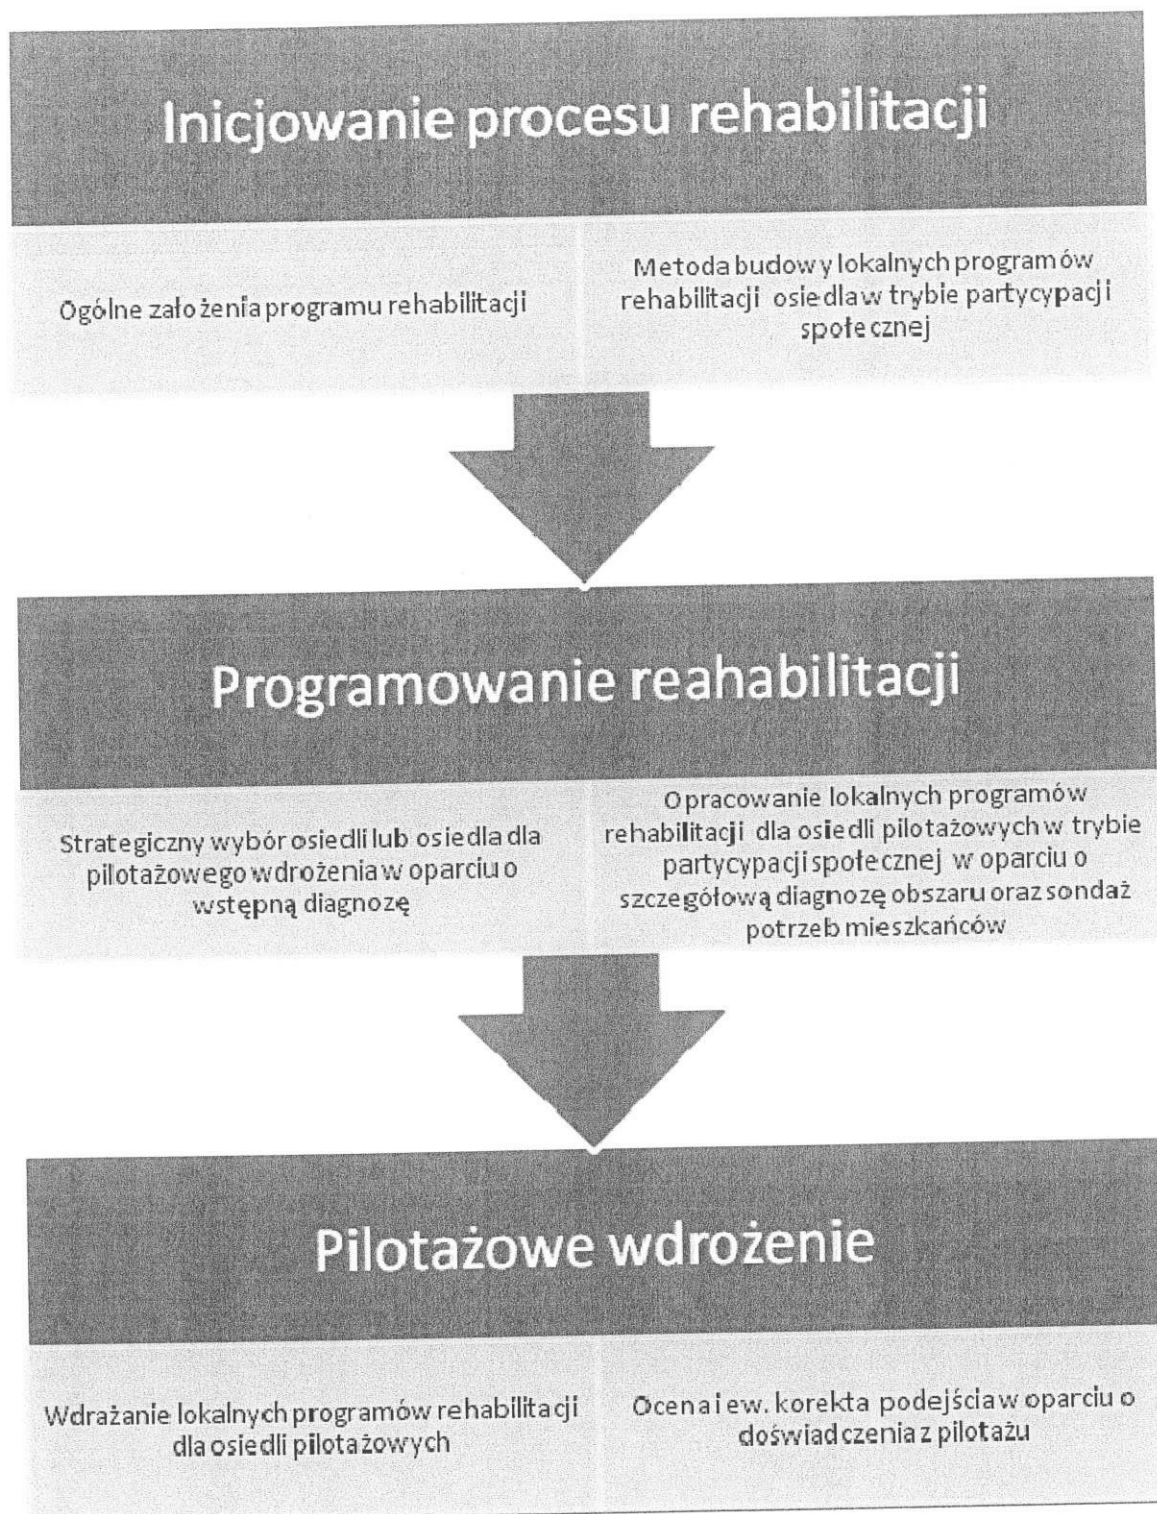 Inicjowanie procesu rehabilitacji
Ogólne założenia programu rehabilitacji
Metoda budowy lokalnych programów
rehabilitacji osiedla w trybie partycypacji
społecznej
Programowanie reahabilitacji
Strategiczny wybór osiedli lub osiedla dla
pilotażowego wdrożenia w oparciu o
wstępną diagnozę
Opracowanie lokalnych programów
rehabilitacji dla osiedli pilotażowych w trybie
partycypacji społecznej w oparciu o
szczegółową diagnozę obszaru oraz sondaż
potrzeb mieszkańców
Pilotażowe wdrożenie
Wdrażanie lokalnych programów rehabilitacji
dla osiedli pilotażowych
Ocena i ew. korekta podejścia w oparciu o
doświadczenia z pilotażu